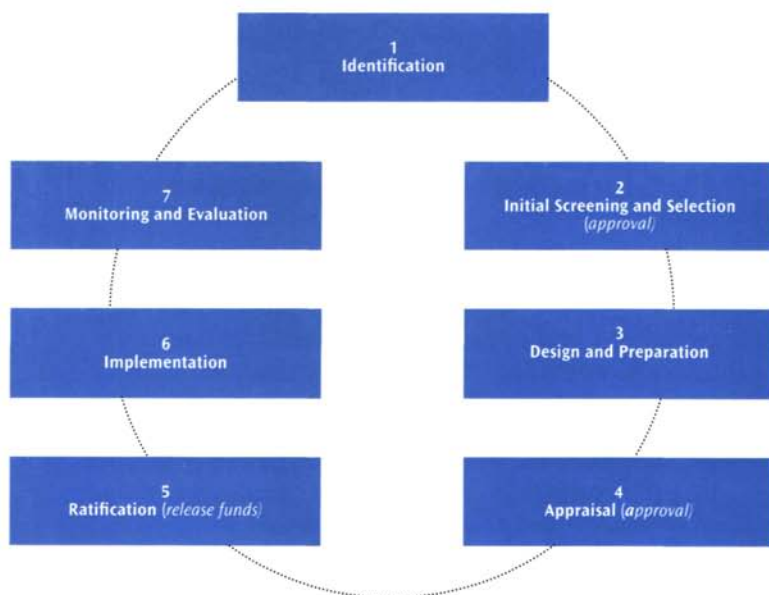 1
Identification
2
Initial Screening and Selection
(approval)
3
Design and Preparation
4
Appraisal (approval)
5
Ratification (release funds)
6
Implementation
7
Monitoring and Evaluation